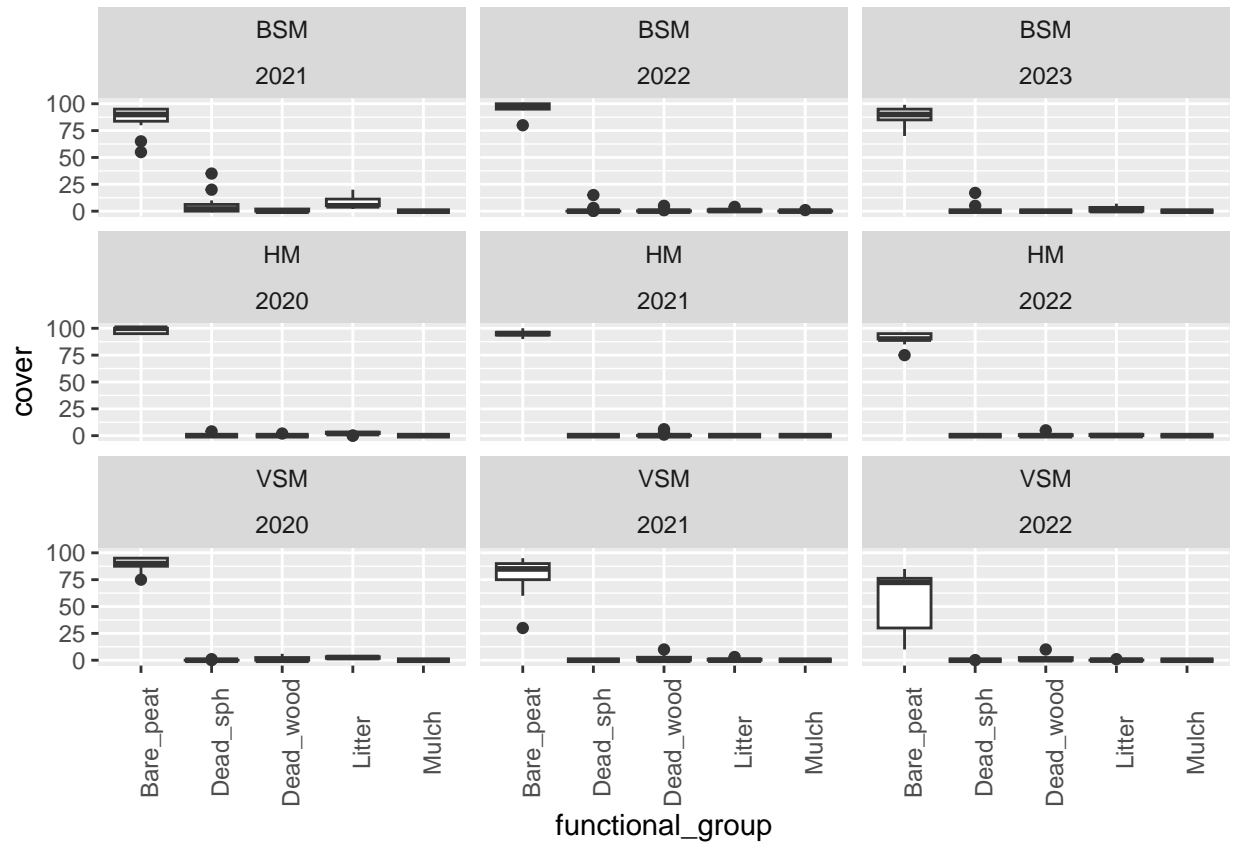 BSM
2021
BSM
2022
BSM
2023
100
75
50
25
0
HM
2020
HM
2021
HM
2022
100
75
50
25
0
VSM
2020
VSM
2021
VSM
2022
100
75
50
25
0
cover
Bare_peat
Dead_sph
Dead_wood
Litter
Mulch
Bare_peat
Dead_sph
Dead_wood
Litter
Mulch
Bare_peat
Dead_sph
Dead_wood
Litter
Mulch
functional_group